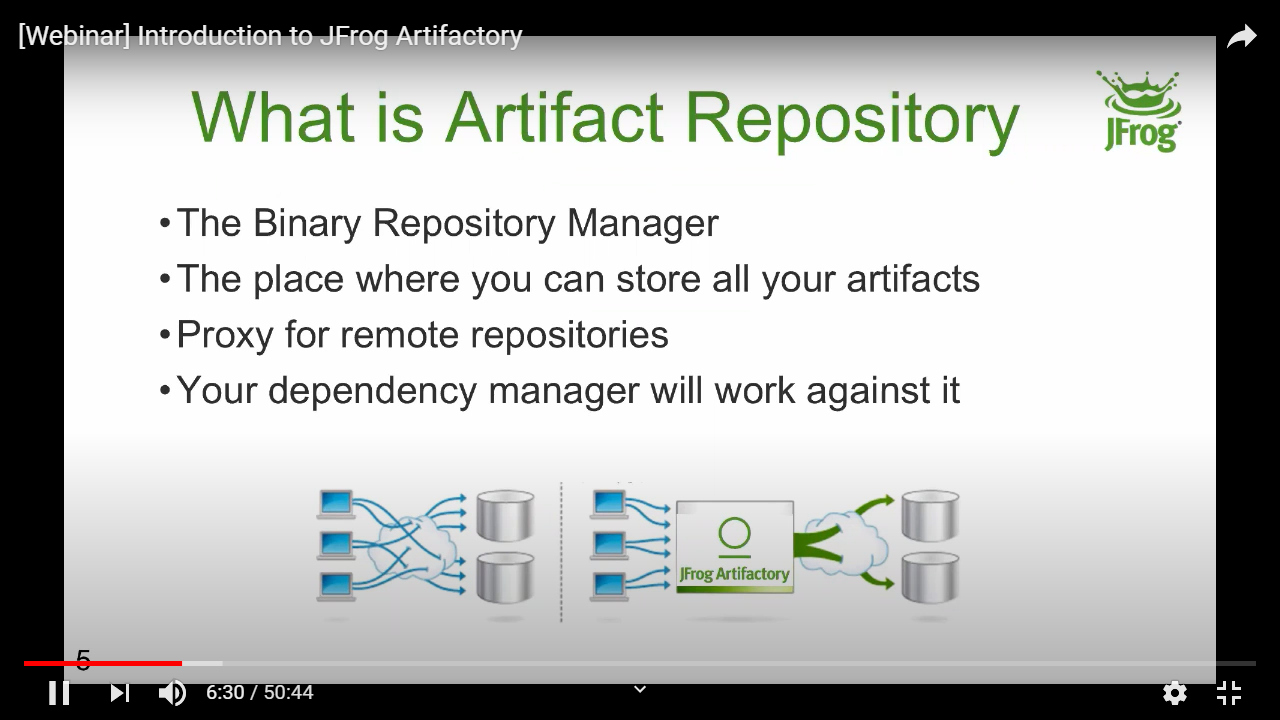 [Webinar] Introduction to JFrog Artifactory
What is Artifact Repository
JFrog
•The Binary Repository Manager
•The place where you can store all your artifacts
•Proxy for remote repositories
•Your dependency manager will work against it
JFrog Artifactory
5
6:30 / 50:44